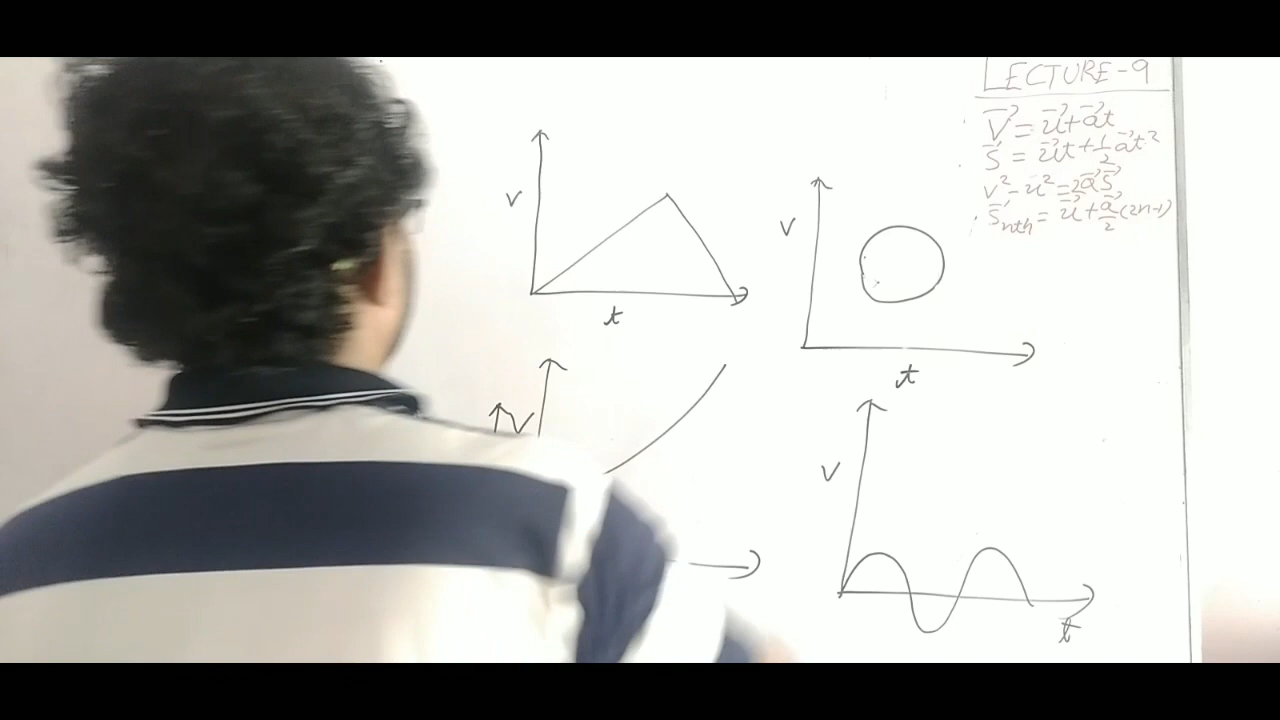 LECTURE-9
V⃗ = u⃗ + a⃗t
S⃗ = u⃗t + 1/2 a⃗t²
v² - u² = 2a⃗S⃗
S⃗nth = u⃗ + a⃗/2 (2n-1)
V
t
V
t
V
V
t